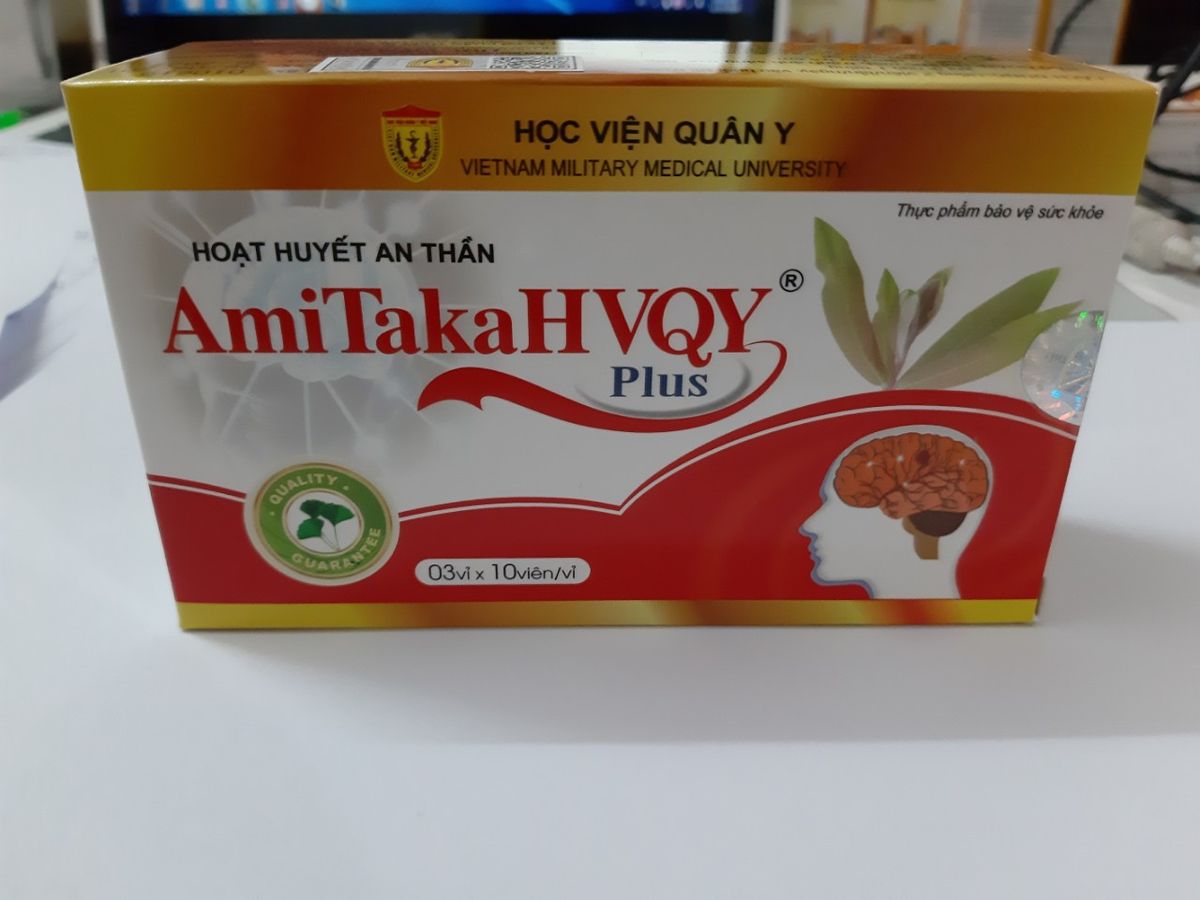 HỌC VIỆN QUÂN Y
VIETNAM MILITARY MEDICAL UNIVERSITY
Thực phẩm bảo vệ sức khỏe
HOẠT HUYẾT AN THẦN
AmiTakaHVQY®
Plus
QUALITY
GUARANTEE
03vỉ x 10viên/vỉ